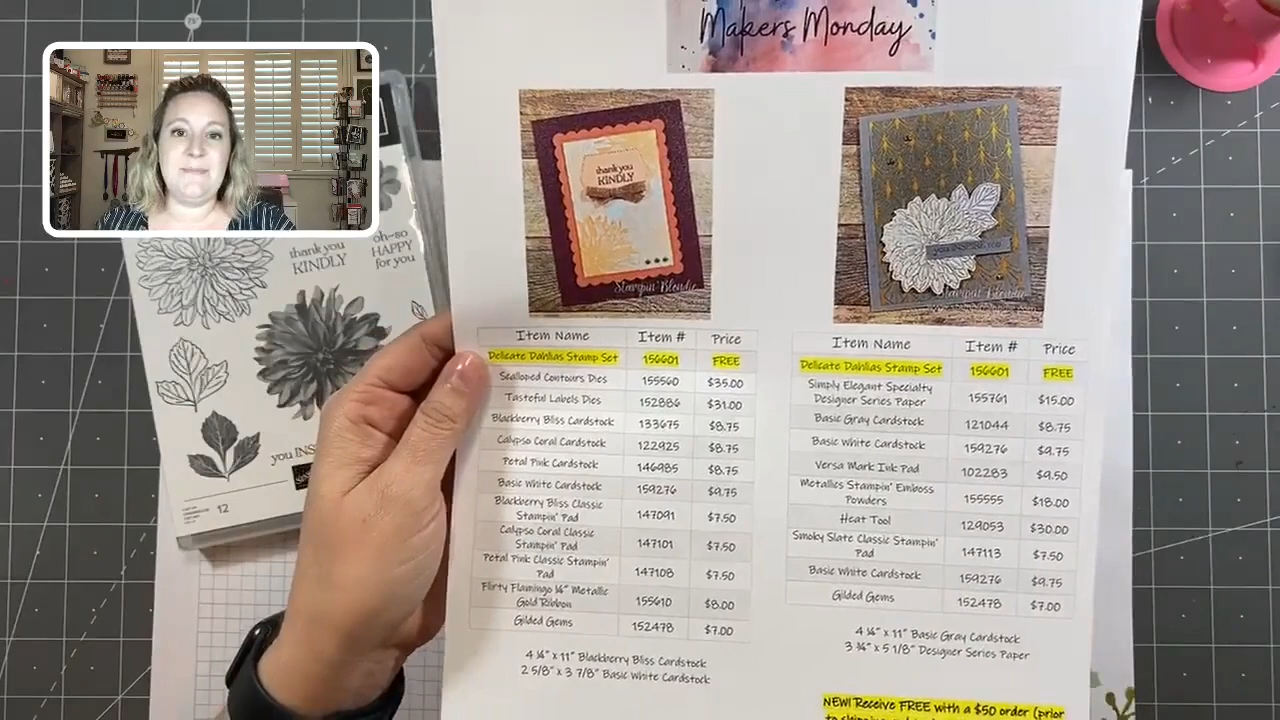 Makers Monday
thank you
KINDLY
Stampin' Blondie
you INSPIRE you
Stampin' Blondie
thank you
KINDLY
oh-so
HAPPY
for you
you INS
12
Item Name Item # Price
Delicate Dahlias Stamp Set 156601 FREE
Scalloped Contours Dies 155560 $35.00
Tasteful Labels Dies 152886 $31.00
Blackberry Bliss Cardstock 133675 $8.75
Calypso Coral Cardstock 122925 $8.75
Petal Pink Cardstock 146985 $8.75
Basic White Cardstock 159276 $9.75
Blackberry Bliss Classic
Stampin' Pad 147091 $7.50
Calypso Coral Classic
Stampin' Pad 147101 $7.50
Petal Pink Classic Stampin'
Pad 147108 $7.50
Flirty Flamingo ¼" Metallic
Gold Ribbon 155610 $8.00
Gilded Gems 152478 $7.00
4 ¼" x 11" Blackberry Bliss Cardstock
2 5/8" x 3 7/8" Basic White Cardstock
Item Name Item # Price
Delicate Dahlias Stamp Set 156601 FREE
Simply Elegant Specialty
Designer Series Paper 155761 $15.00
Basic Gray Cardstock 121044 $8.75
Basic White Cardstock 159276 $9.75
Versa Mark Ink Pad 102283 $9.50
Metallics Stampin' Emboss
Powders 155555 $18.00
Heat Tool 129053 $30.00
Smoky Slate Classic Stampin'
Pad 147113 $7.50
Basic White Cardstock 159276 $9.75
Gilded Gems 152478 $7.00
4 ¼" x 11" Basic Gray Cardstock
3 ¾" x 5 1/8" Designer Series Paper
NEW! Receive FREE with a $50 order (prior